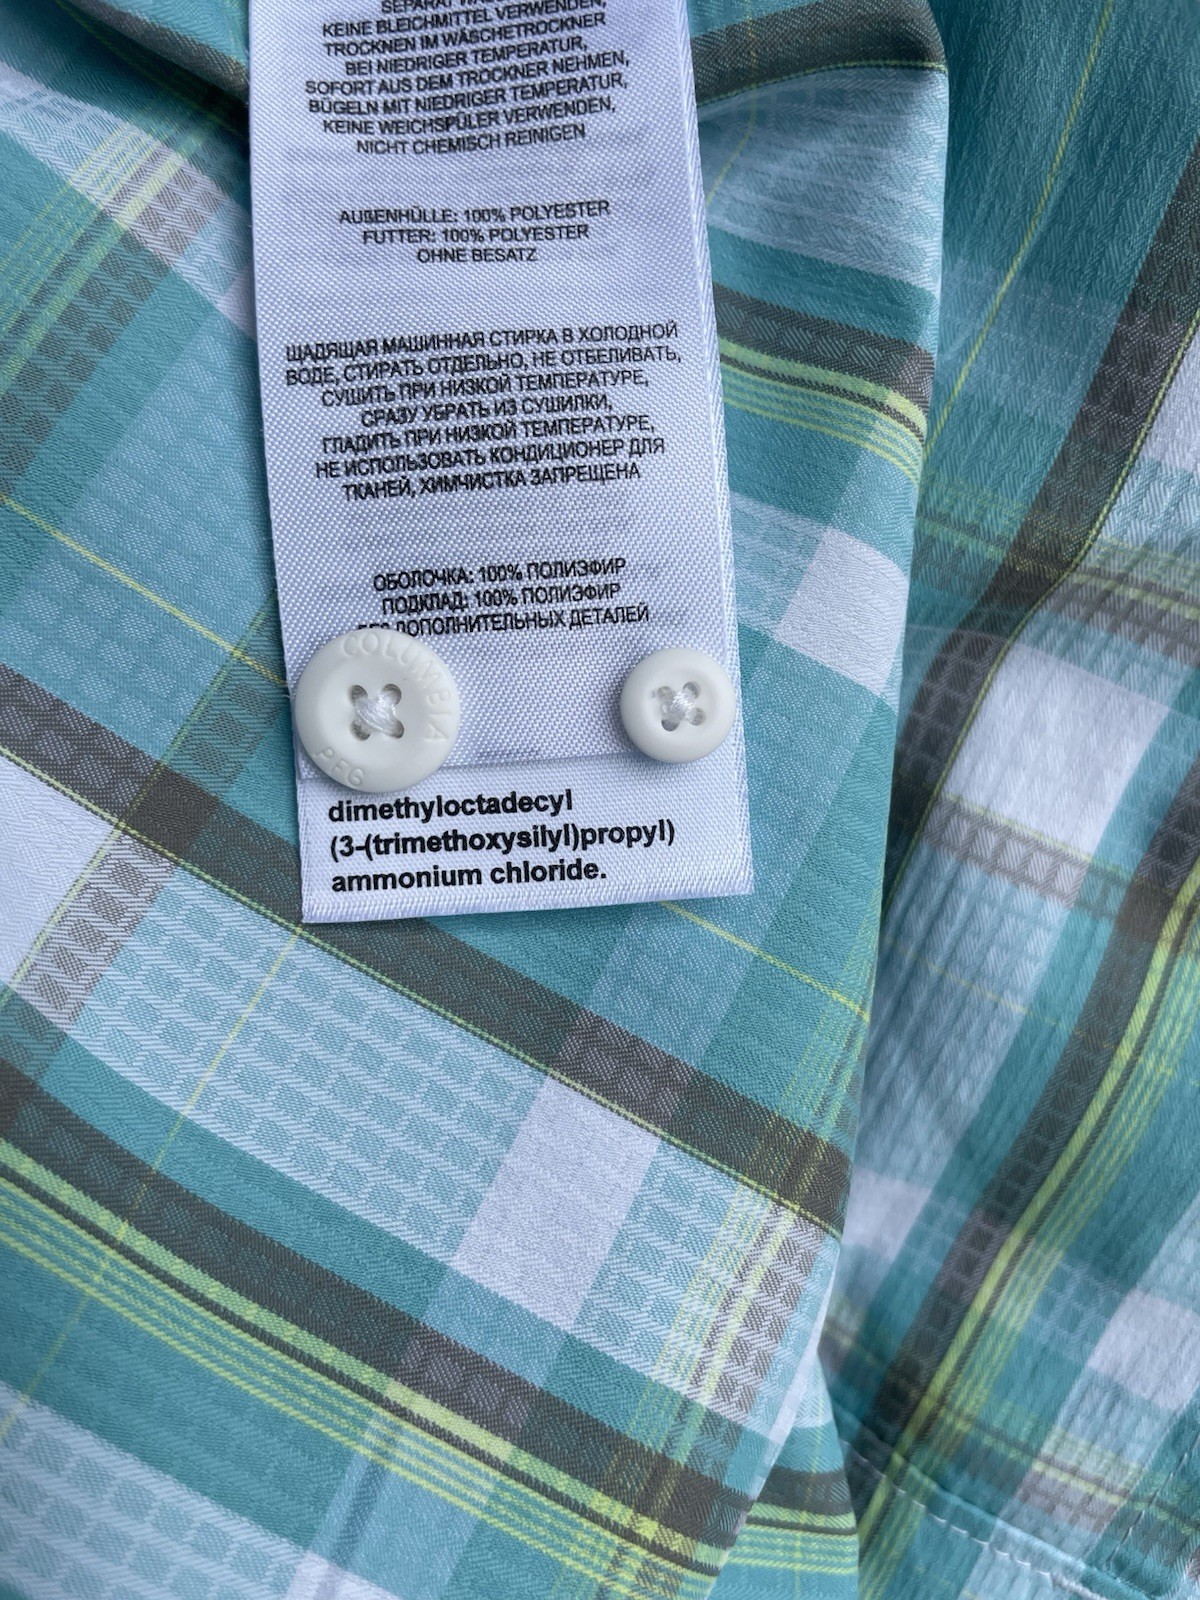 SEPARAT
KEINE BLEICHMITTEL VERWENDEN,
TROCKNEN IM WÄSCHETROCKNER
BEI NIEDRIGER TEMPERATUR,
SOFORT AUS DEM TROCKNER NEHMEN,
BÜGELN MIT NIEDRIGER TEMPERATUR,
KEINE WEICHSPÜLER VERWENDEN,
NICHT CHEMISCH REINIGEN
AUßENHÜLLE: 100% POLYESTER
FUTTER: 100% POLYESTER
OHNE BESATZ
ЩАДЯЩАЯ МАШИННАЯ СТИРКА В ХОЛОДНОЙ
ВОДЕ, СТИРАТЬ ОТДЕЛЬНО, НЕ ОТБЕЛИВАТЬ,
СУШИТЬ ПРИ НИЗКОЙ ТЕМПЕРАТУРЕ,
СРАЗУ УБРАТЬ ИЗ СУШИЛКИ,
ГЛАДИТЬ ПРИ НИЗКОЙ ТЕМПЕРАТУРЕ,
НЕ ИСПОЛЬЗОВАТЬ КОНДИЦИОНЕР ДЛЯ
ТКАНЕЙ, ХИМЧИСТКА ЗАПРЕЩЕНА
ОБОЛОЧКА: 100% ПОЛИЭФИР
ПОДКЛАД: 100% ПОЛИЭФИР
ДОПОЛНИТЕЛЬНЫХ ДЕТАЛЕЙ
COLUMBIA
PFG
dimethyloctadecyl
(3-(trimethoxysilyl)propyl)
ammonium chloride.